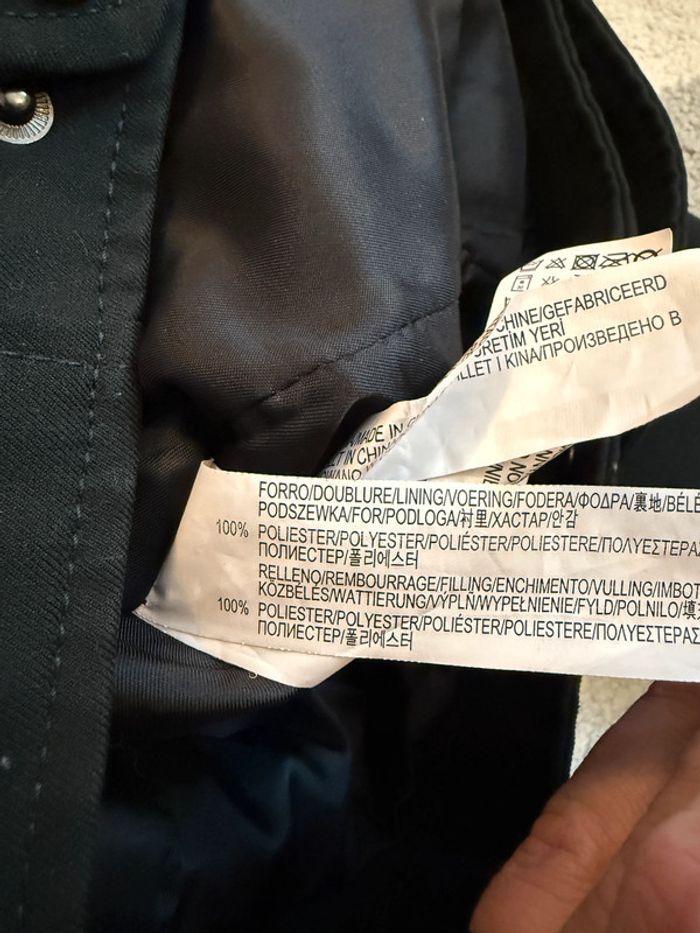 CHINE/GEFABRICEERD
ÜRETİM YERİ
I KINA/ПРОИЗВЕДЕНО В
MADE IN
IN CHIN
FORRO/DOUBLURE/LINING/VOERING/FODERA/ΦΟΔΡΑ/裏地/BÉLÉ
PODSZEWKA/FOR/PODLOGA/衬里/ХАСТАР/안감
100% POLIESTER/POLYESTER/POLIÉSTER/POLIESTERE/ΠΟΛΥΕΣΤΕΡΑΣ
ПОЛИЕСТЕР/폴리에스터
RELLENO/REMBOURRAGE/FILLING/ENCHIMENTO/VULLING/IMBOT
KÖZBÉLÉS/WATTIERUNG/VÝPLŇ/WYPEŁNIENIE/FYLD/POLNILO/填
100% POLIESTER/POLYESTER/POLIÉSTER/POLIESTERE/ΠΟΛΥΕΣΤΕΡΑΣ
ПОЛИЕСТЕР/폴리에스터